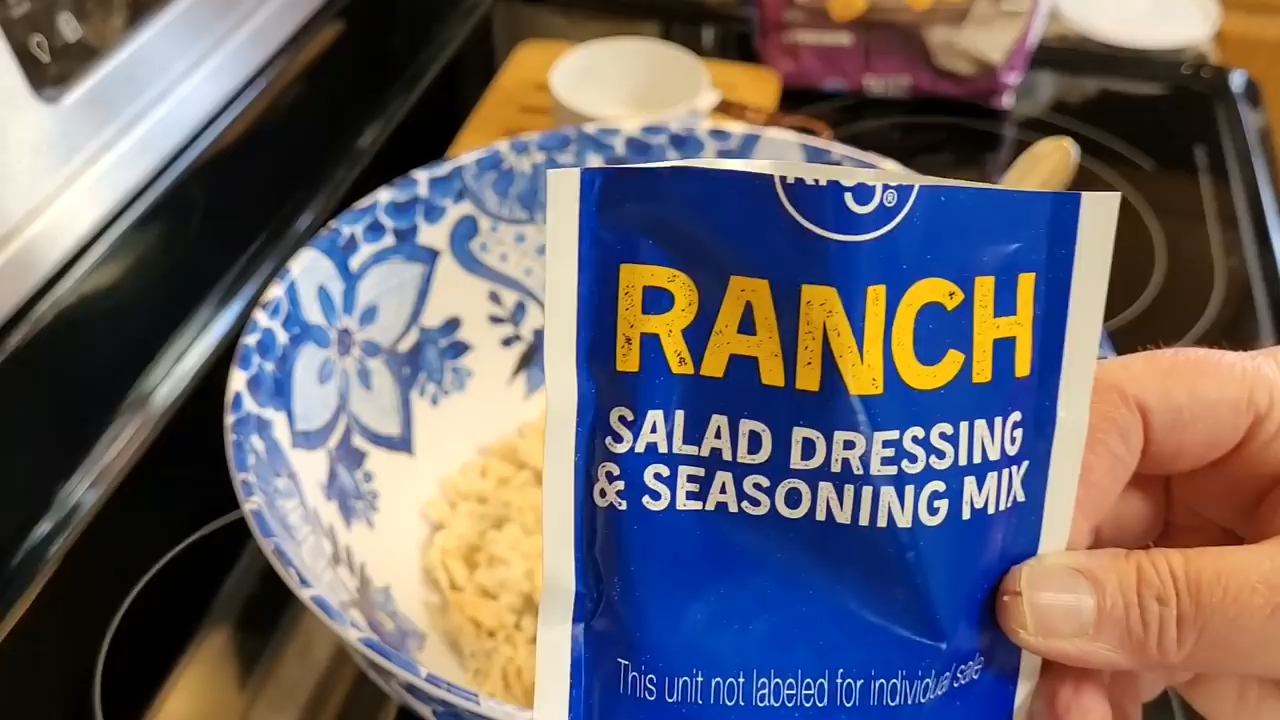 ®
RANCH
SALAD DRESSING
& SEASONING MIX
This unit not labeled for individual sale